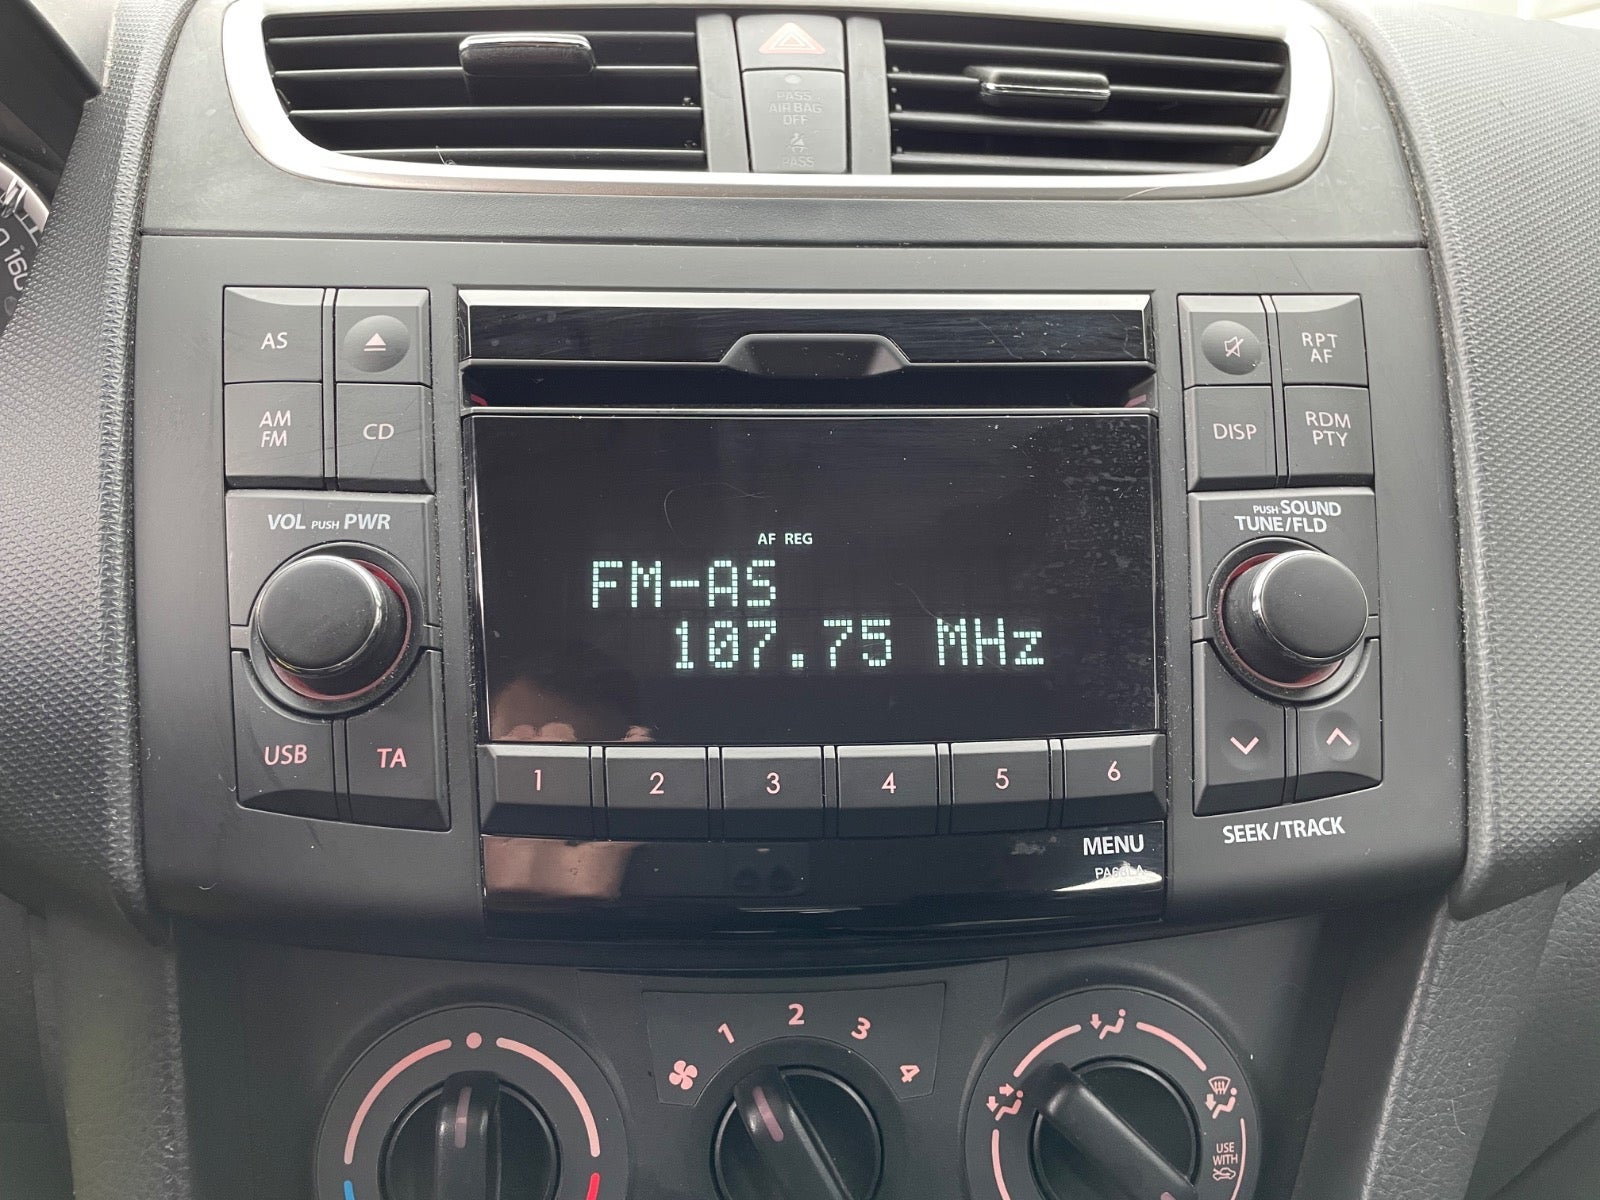 PASS
AIR BAG
OFF
PASS
160
AS
RPT
AF
AM
FM
CD
DISP
RDM
PTY
VOL PUSH PWR
PUSH SOUND
TUNE/FLD
AF REG
FM-AS
107.75 MHz
USB
TA
1
2
3
4
5
6
MENU
SEEK/TRACK
1
2
3
4
USE
WITH